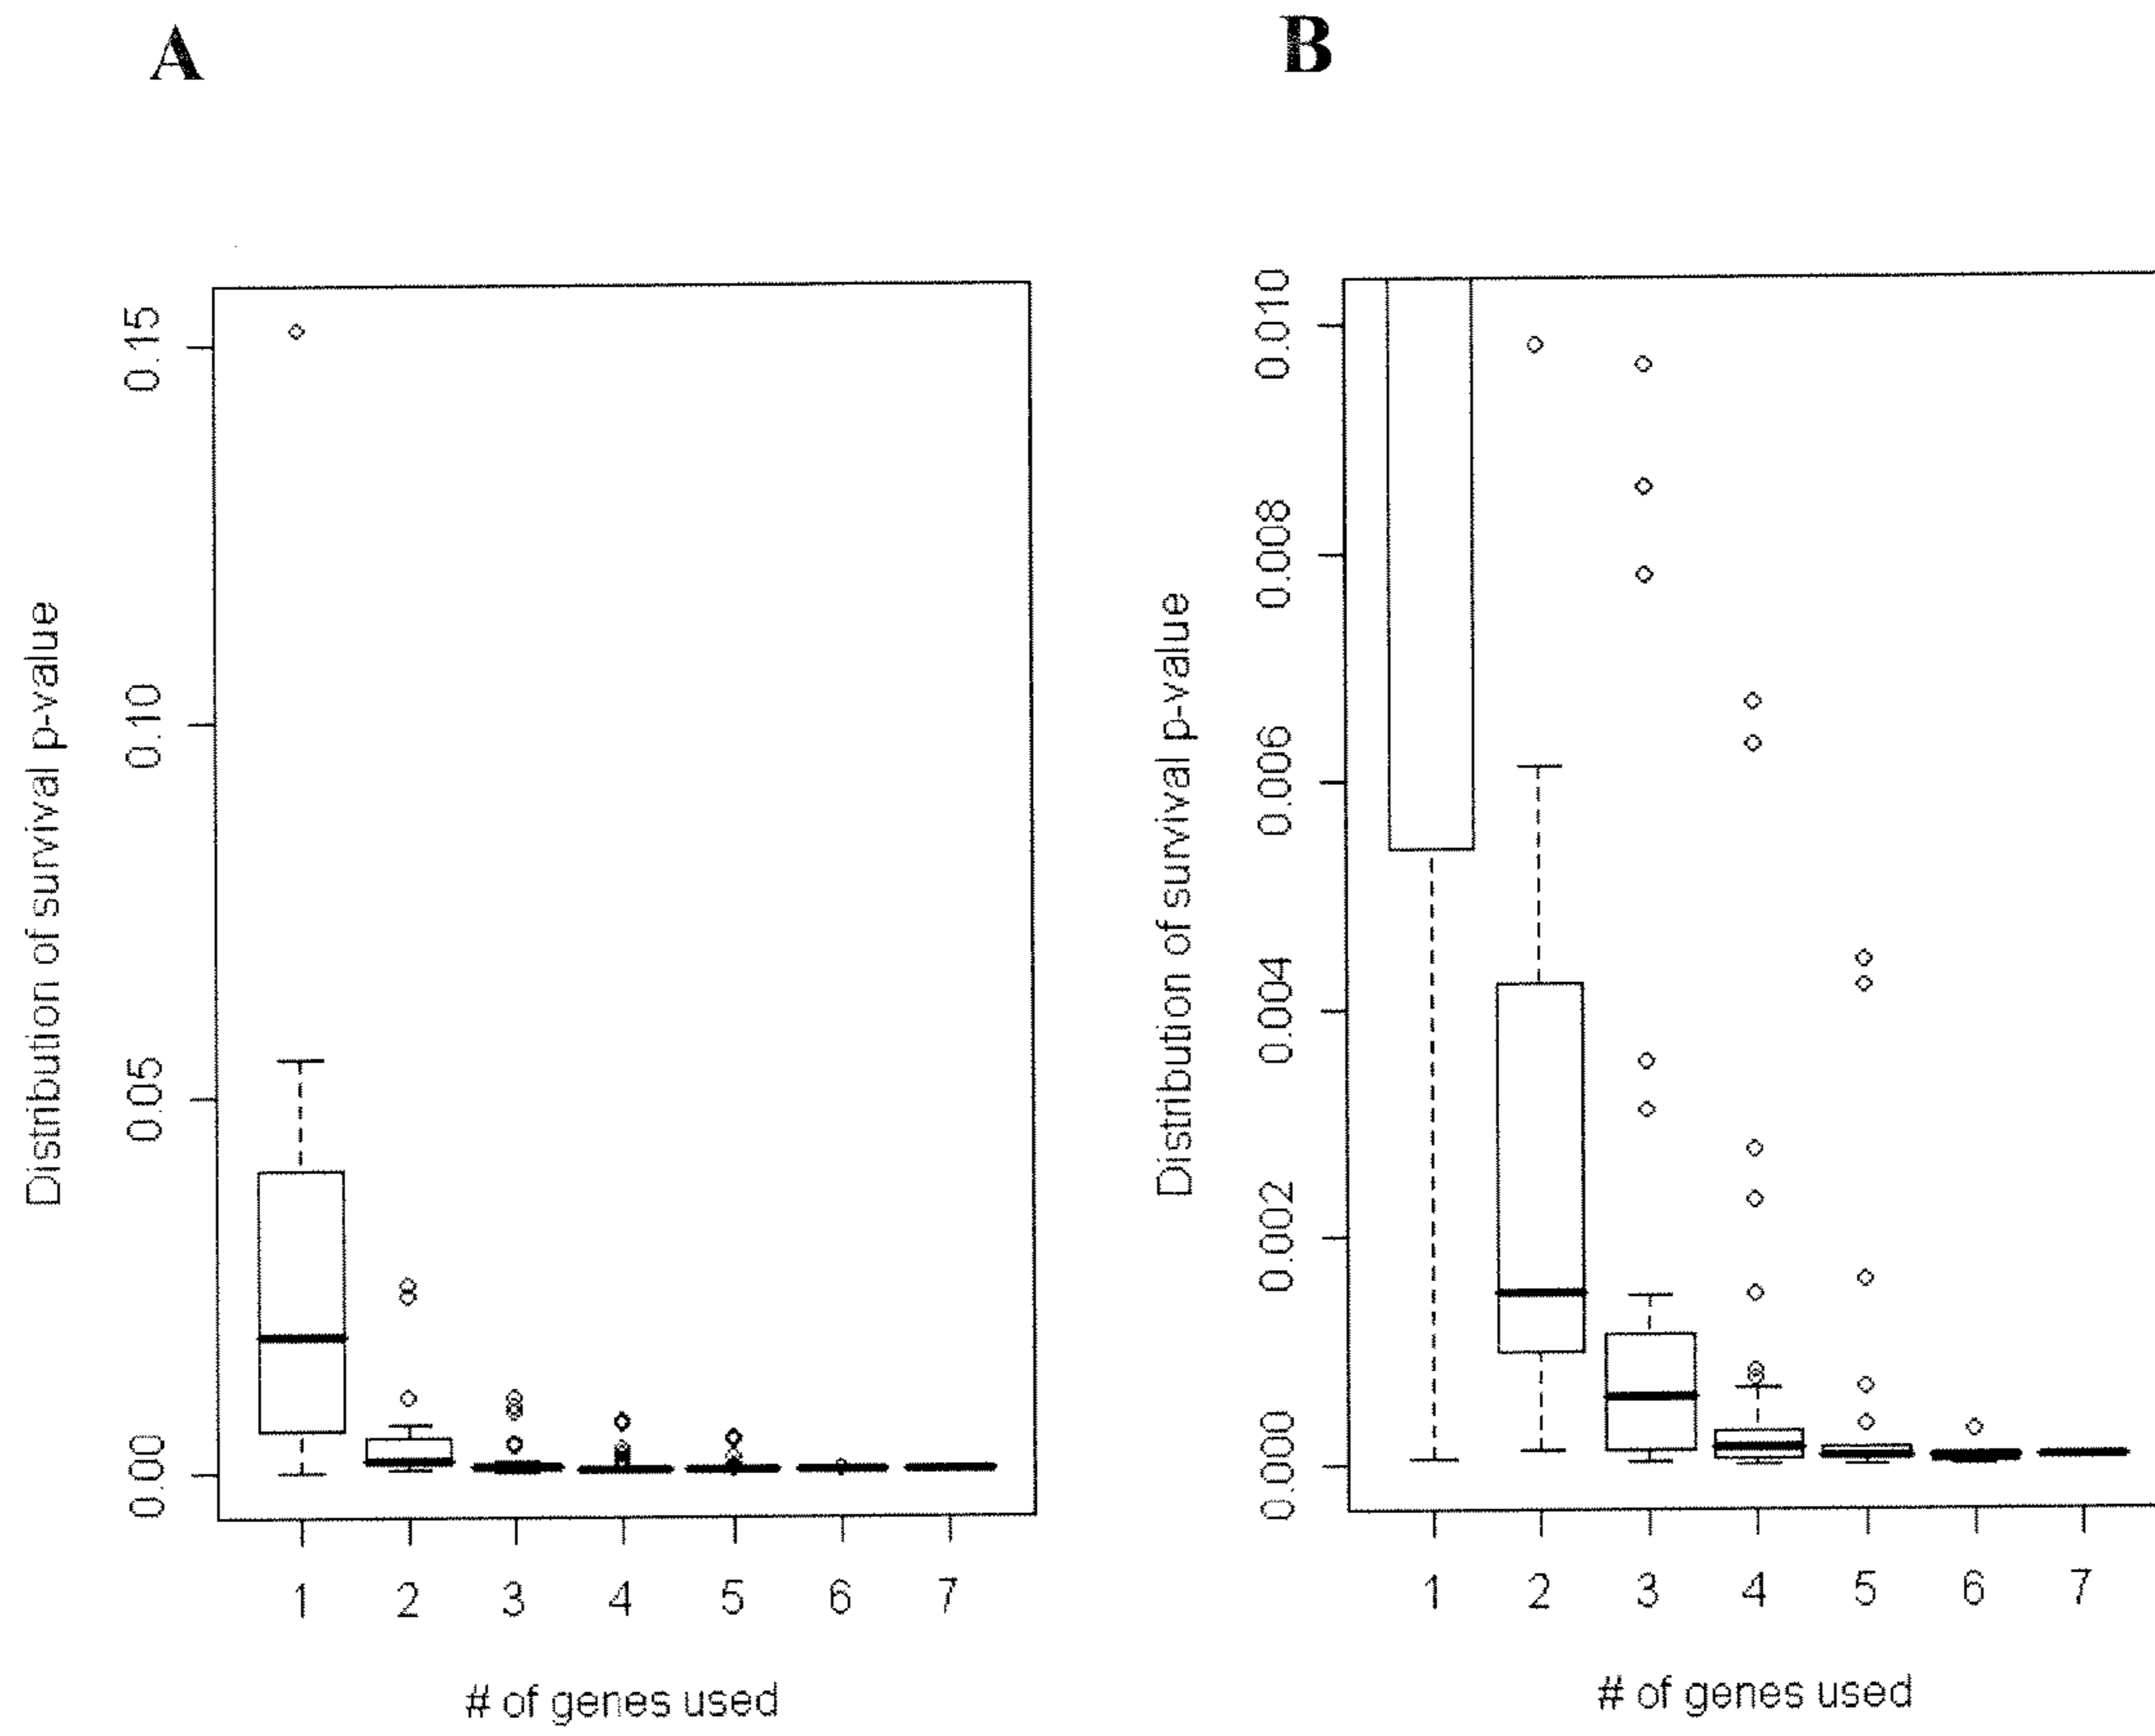 A
Distribution of survival p-value
0.15
0.10
0.05
0.00
1 2 3 4 5 6 7
# of genes used
B
Distribution of survival p-value
0.010
0.008
0.006
0.004
0.002
0.000
1 2 3 4 5 6 7
# of genes used